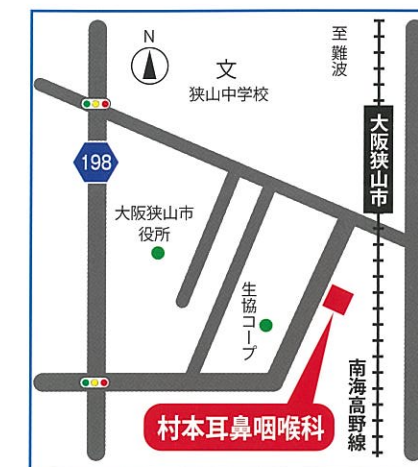 N
文
狭山中学校
至難波
大阪狭山市
198
大阪狭山市
役所
生協コープ
南海高野線
村本耳鼻咽喉科